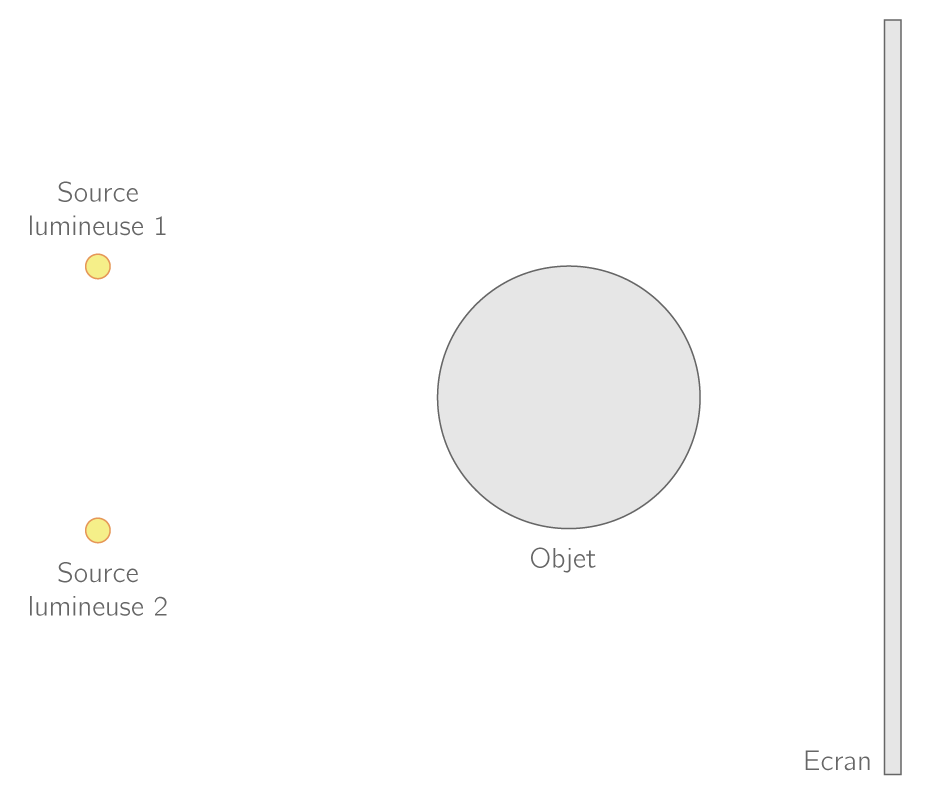 Source
lumineuse 1
Source
lumineuse 2
Objet
Ecran